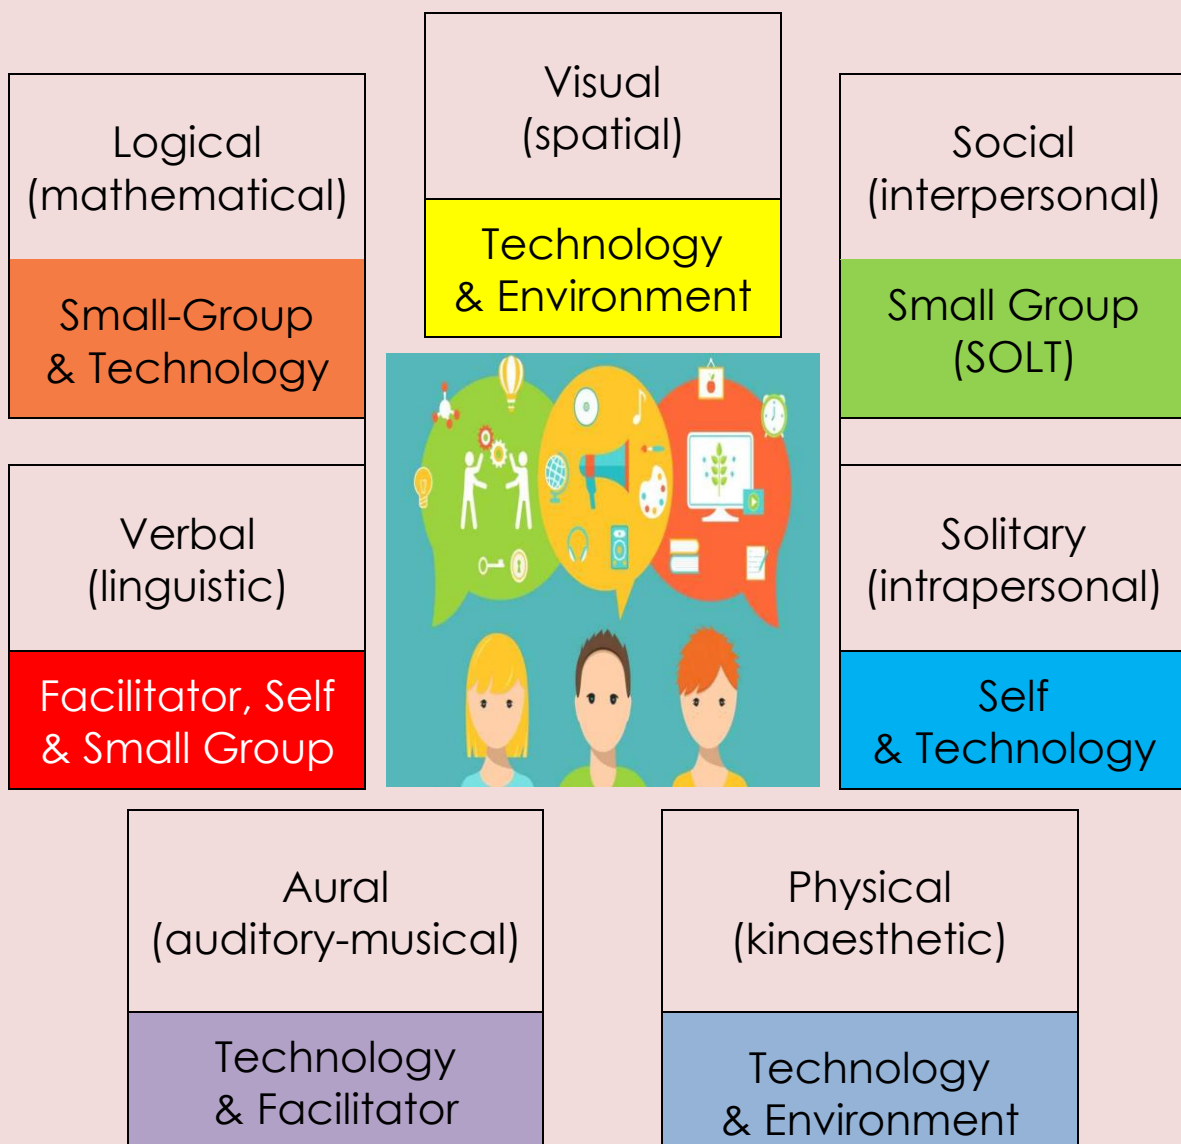 Visual
(spatial)
Technology
& Environment
Logical
(mathematical)
Small-Group
& Technology
Social
(interpersonal)
Small Group
(SOLT)
Verbal
(linguistic)
Facilitator, Self
& Small Group
Solitary
(intrapersonal)
Self
& Technology
Aural
(auditory-musical)
Technology
& Facilitator
Physical
(kinaesthetic)
Technology
& Environment